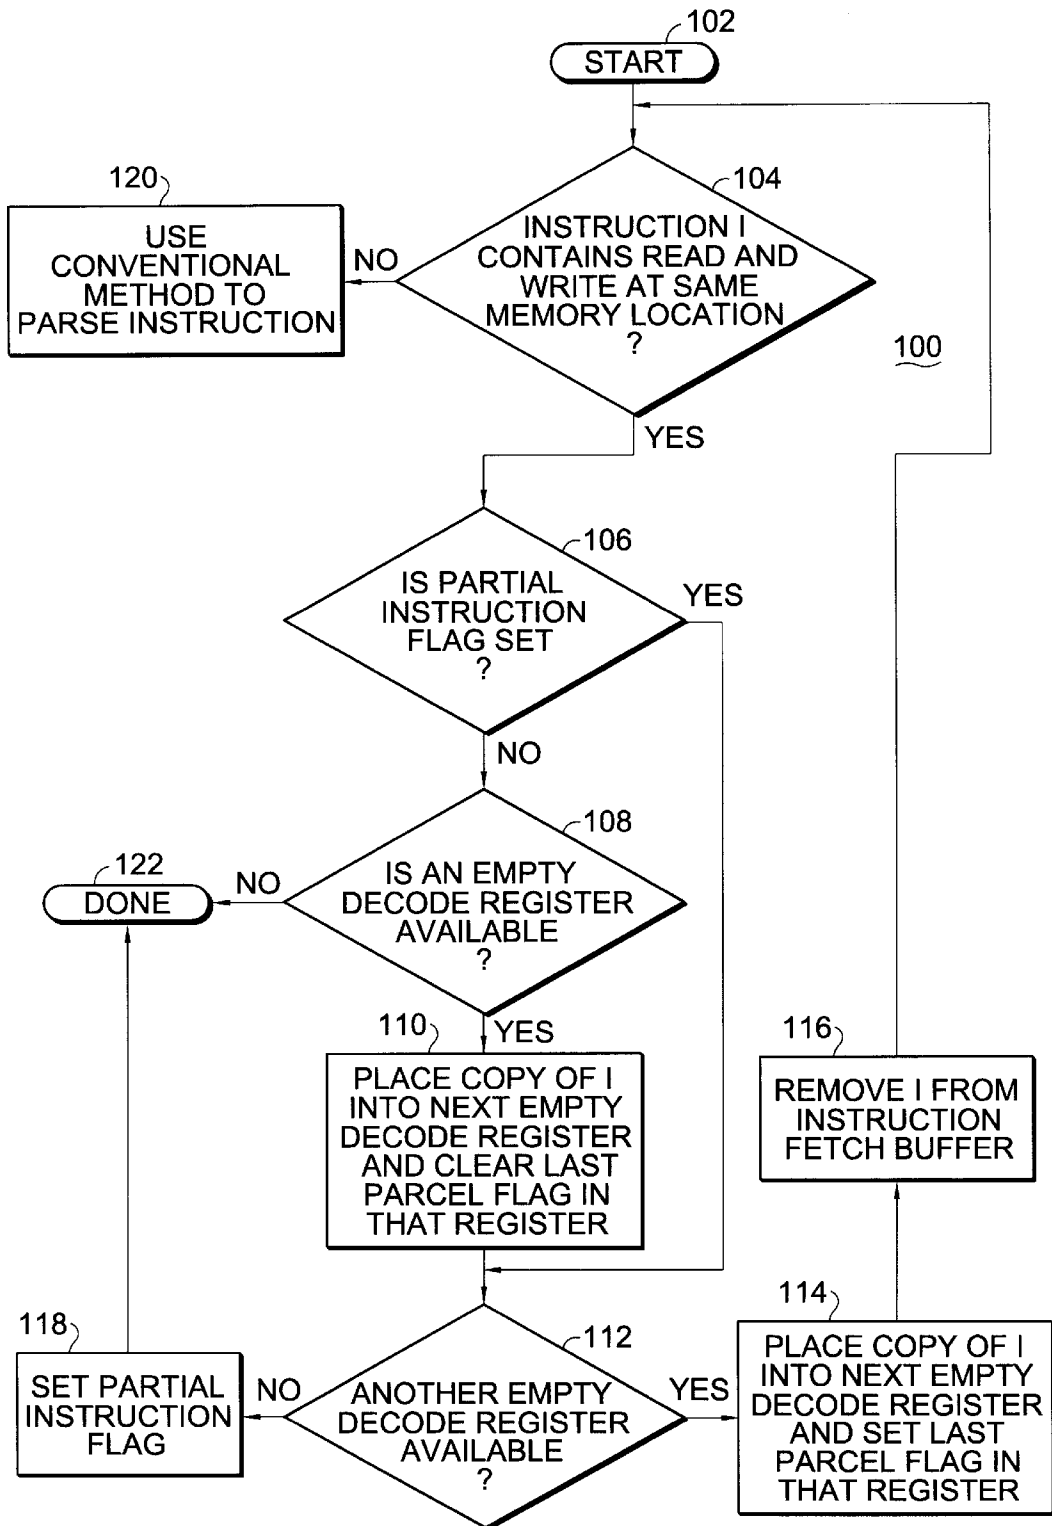 102
START
104
INSTRUCTION I
CONTAINS READ AND
WRITE AT SAME
MEMORY LOCATION
?
120
USE
CONVENTIONAL
METHOD TO
PARSE INSTRUCTION
NO
100
YES
106
IS PARTIAL
INSTRUCTION
FLAG SET
?
YES
NO
108
IS AN EMPTY
DECODE REGISTER
AVAILABLE
?
NO
122
DONE
YES
110
PLACE COPY OF I
INTO NEXT EMPTY
DECODE REGISTER
AND CLEAR LAST
PARCEL FLAG IN
THAT REGISTER
116
REMOVE I FROM
INSTRUCTION
FETCH BUFFER
112
ANOTHER EMPTY
DECODE REGISTER
AVAILABLE
?
NO
118
SET PARTIAL
INSTRUCTION
FLAG
YES
114
PLACE COPY OF I
INTO NEXT EMPTY
DECODE REGISTER
AND SET LAST
PARCEL FLAG IN
THAT REGISTER